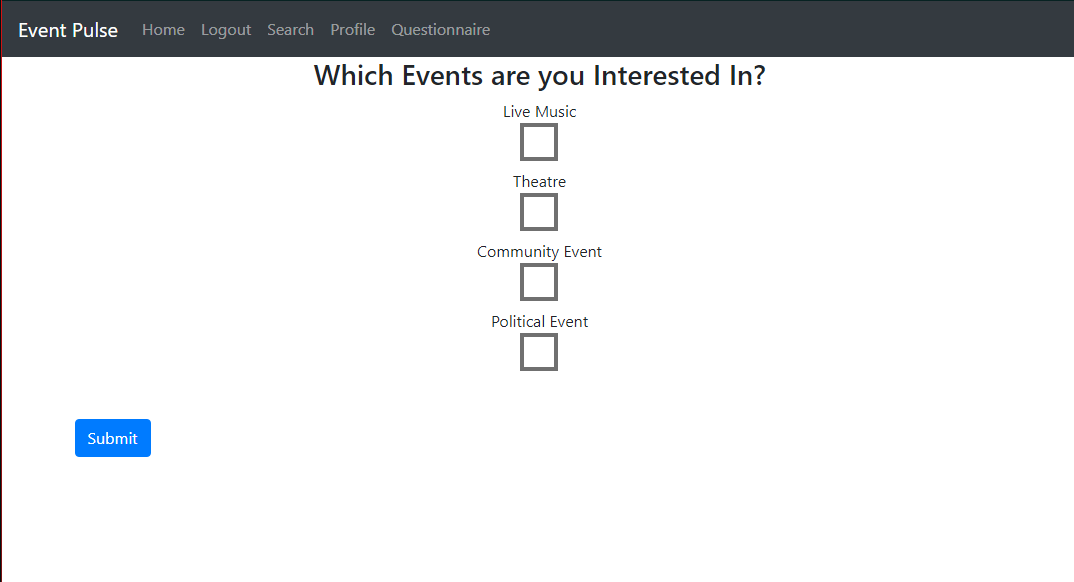 Event Pulse Home Logout Search Profile Questionnaire
Which Events are you Interested In?
Live Music
Theatre
Community Event
Political Event
Submit